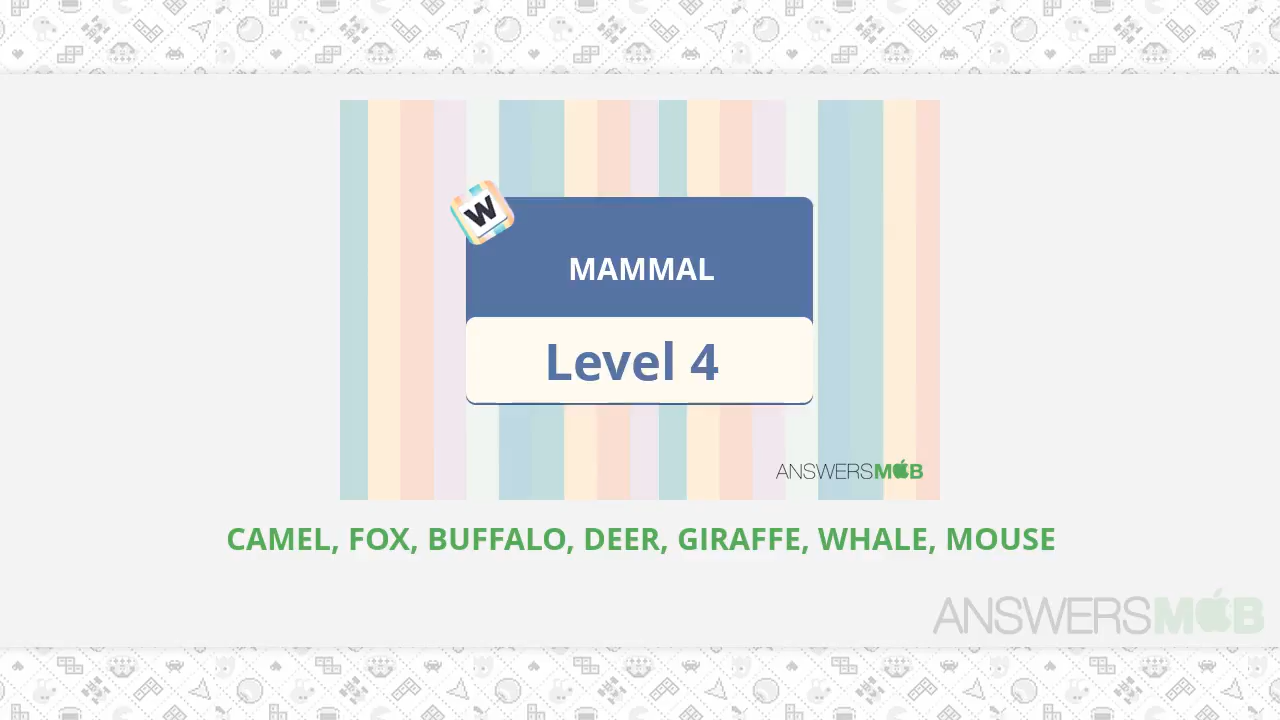 W
MAMMAL
Level 4
ANSWERSMOB
CAMEL, FOX, BUFFALO, DEER, GIRAFFE, WHALE, MOUSE
ANSWERSMOB